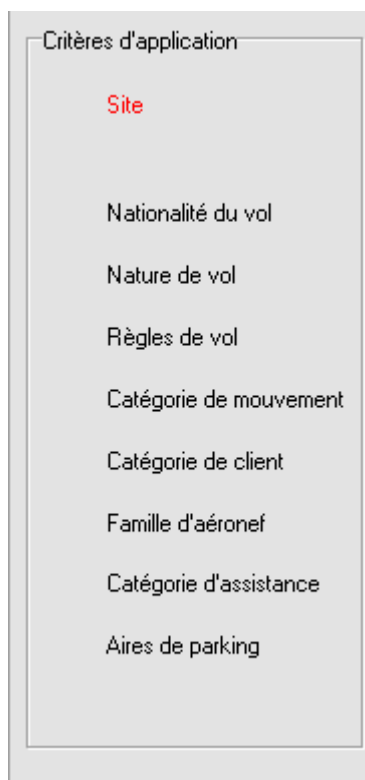 Critères d'application
Site
Nationalité du vol
Nature de vol
Règles de vol
Catégorie de mouvement
Catégorie de client
Famille d'aéronef
Catégorie d'assistance
Aires de parking